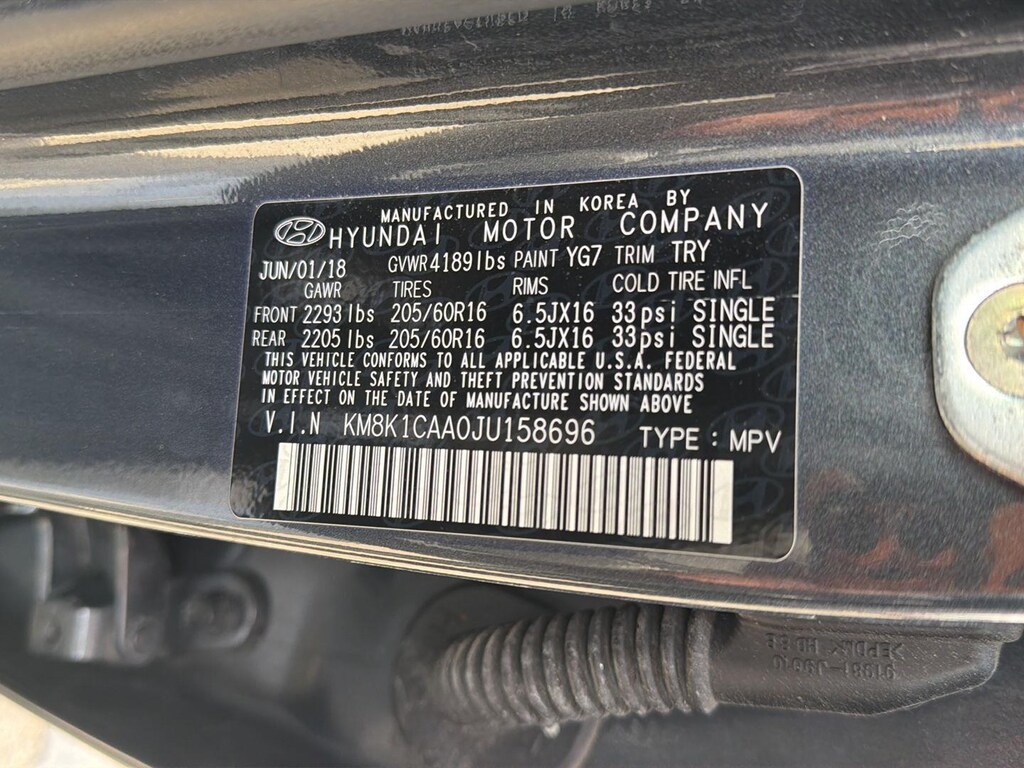 MANUFACTURED IN KOREA BY
HYUNDAI MOTOR COMPANY
JUN/01/18 GVWR 4189lbs PAINT YG7 TRIM TRY
GAWR TIRES RIMS COLD TIRE INFL
FRONT 2293lbs 205/60R16 6.5JX16 33psi SINGLE
REAR 2205lbs 205/60R16 6.5JX16 33psi SINGLE
THIS VEHICLE CONFORMS TO ALL APPLICABLE U.S.A. FEDERAL
MOTOR VEHICLE SAFETY AND THEFT PREVENTION STANDARDS
IN EFFECT ON THE DATE OF MANUFACTURE SHOWN ABOVE
V.I.N KM8K1CAA0JU158696 TYPE : MPV